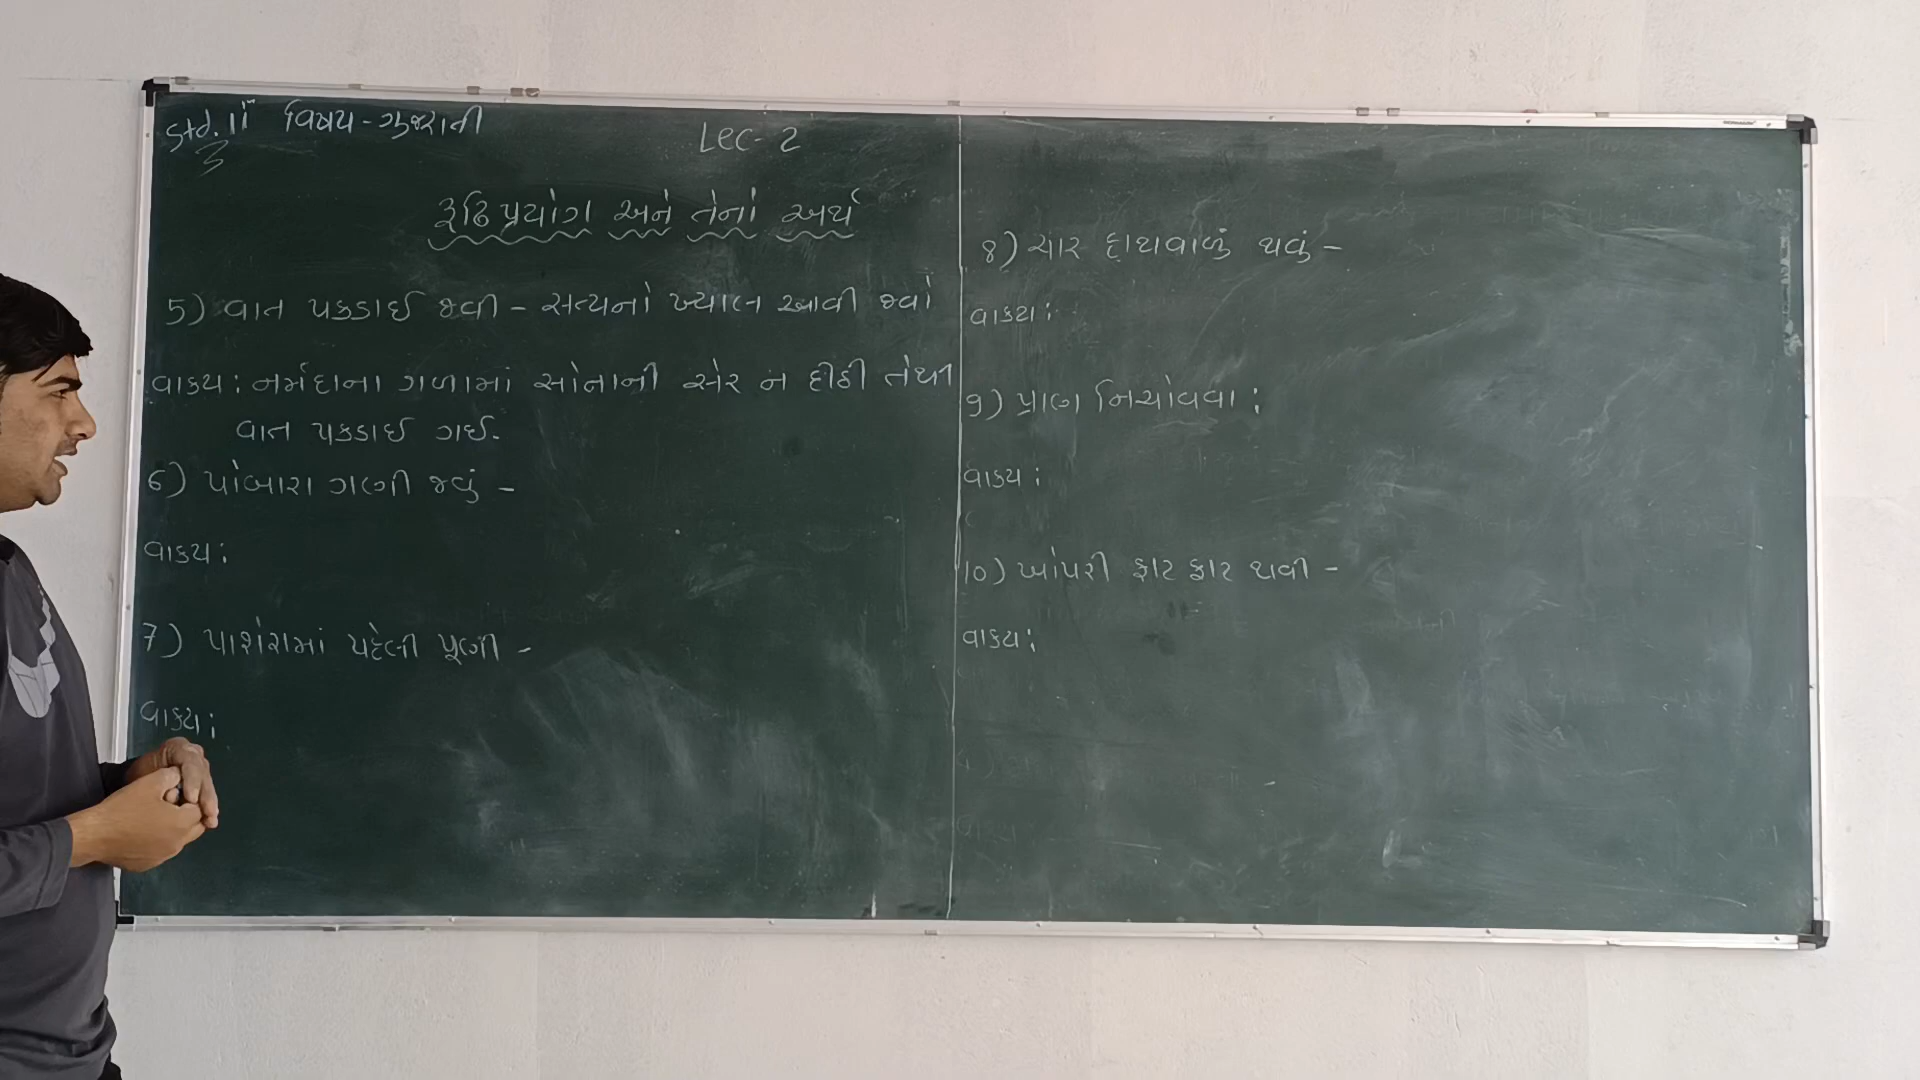 Std. 11 વિષય - ગુજરાતી
Lec - 2
રૂઢિપ્રયોગ અને તેનાં અર્થ
5) વાત પકડાઈ જવી - સત્યનો ખ્યાલ આવી જવો
વાક્ય : નર્મદાના ગળામાં સોનાની સેર ન દીઠી તેથી
વાત પકડાઈ ગઈ.
6) પોબારા ગણી જવું -
વાક્ય :
7) પાશેરામાં પહેલી પૂણી -
વાક્ય :
8) ચાર હાથવાળું થવું -
વાક્ય :
9) પ્રાણ નિચોવવા :
વાક્ય :
10) ખોપરી ફાટ ફાટ થવી -
વાક્ય :